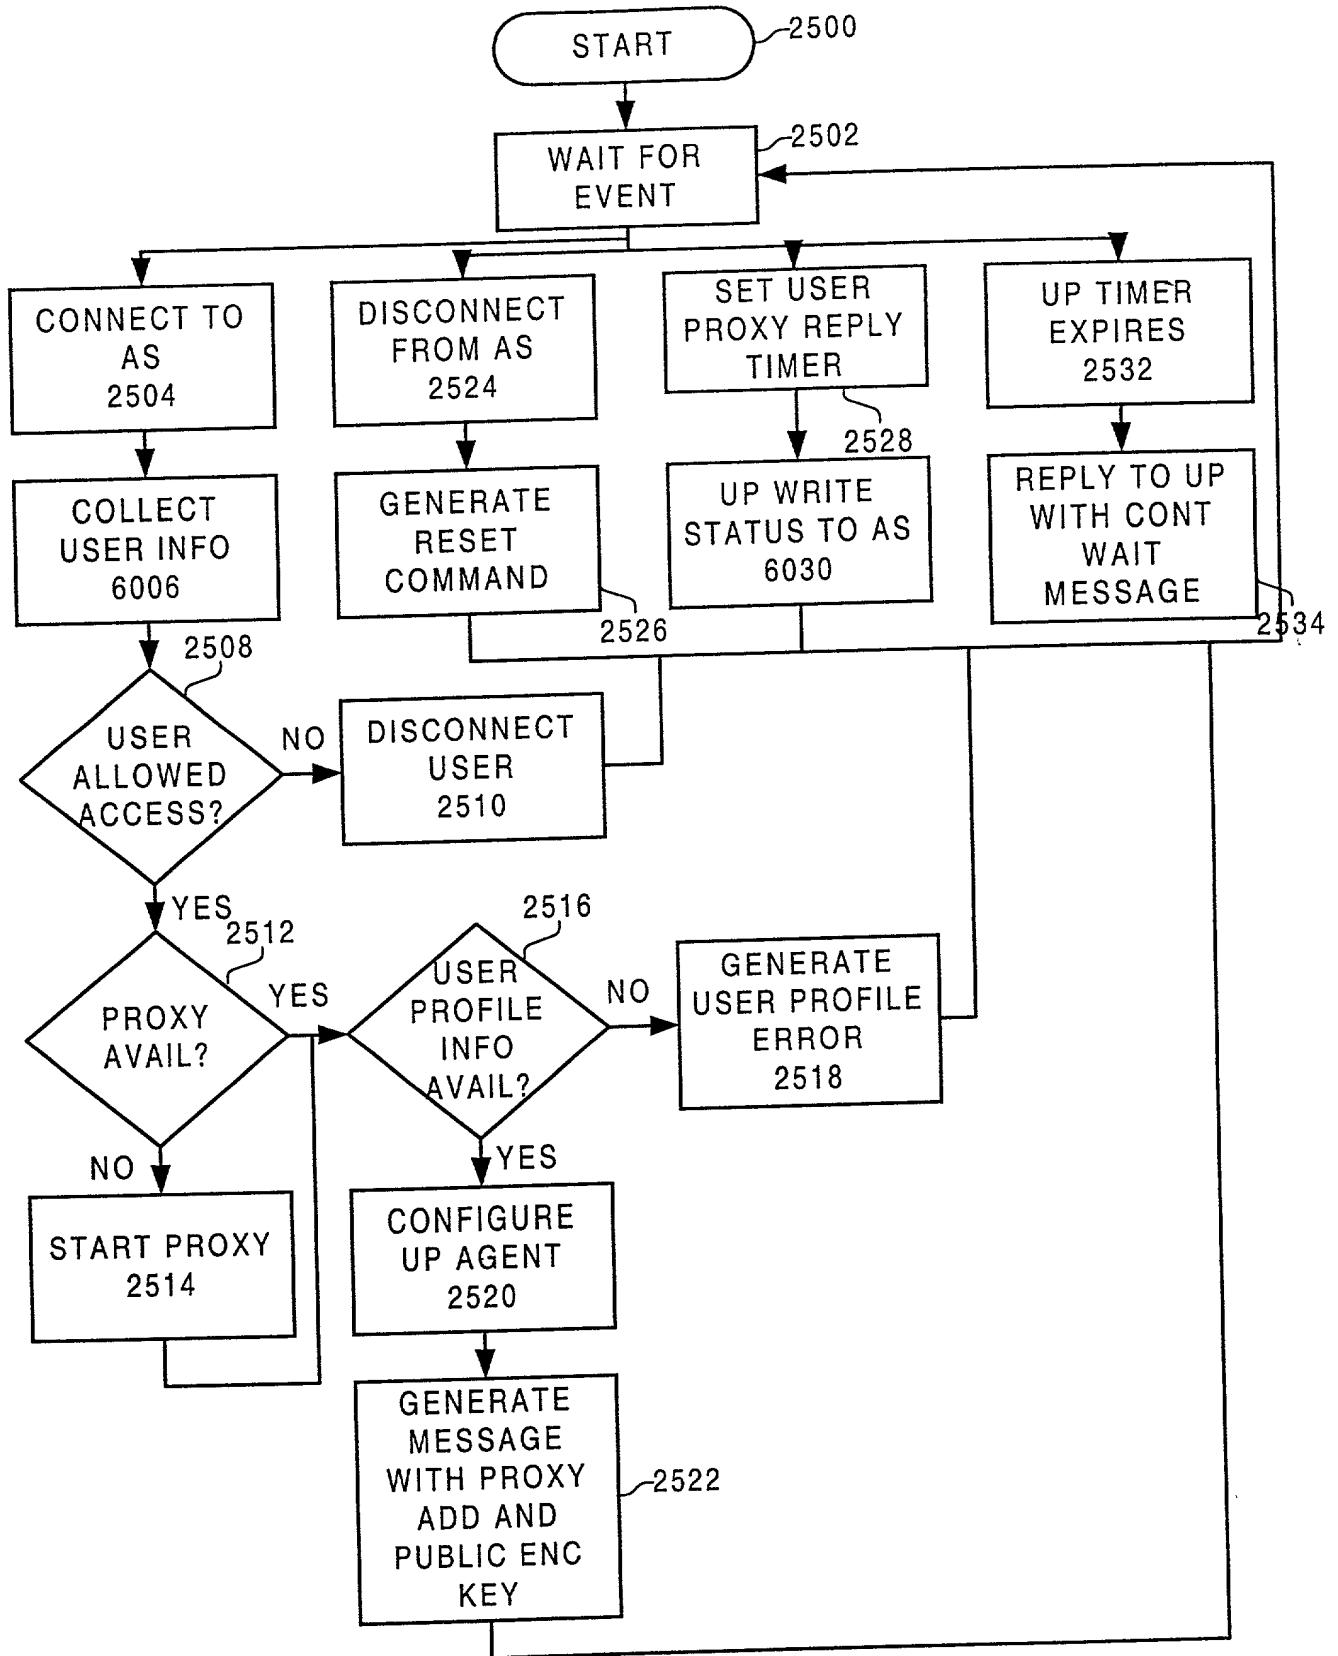 START
2500
WAIT FOR
EVENT
2502
CONNECT TO
AS
2504
DISCONNECT
FROM AS
2524
SET USER
PROXY REPLY
TIMER
2528
UP TIMER
EXPIRES
2532
COLLECT
USER INFO
6006
GENERATE
RESET
COMMAND
2526
UP WRITE
STATUS TO AS
6030
REPLY TO UP
WITH CONT
WAIT
MESSAGE
2534
2508
USER
ALLOWED
ACCESS?
NO
DISCONNECT
USER
2510
YES
2512
PROXY
AVAIL?
YES
2516
USER
PROFILE
INFO
AVAIL?
NO
GENERATE
USER PROFILE
ERROR
2518
NO
START PROXY
2514
YES
CONFIGURE
UP AGENT
2520
GENERATE
MESSAGE
WITH PROXY
ADD AND
PUBLIC ENC
KEY
2522